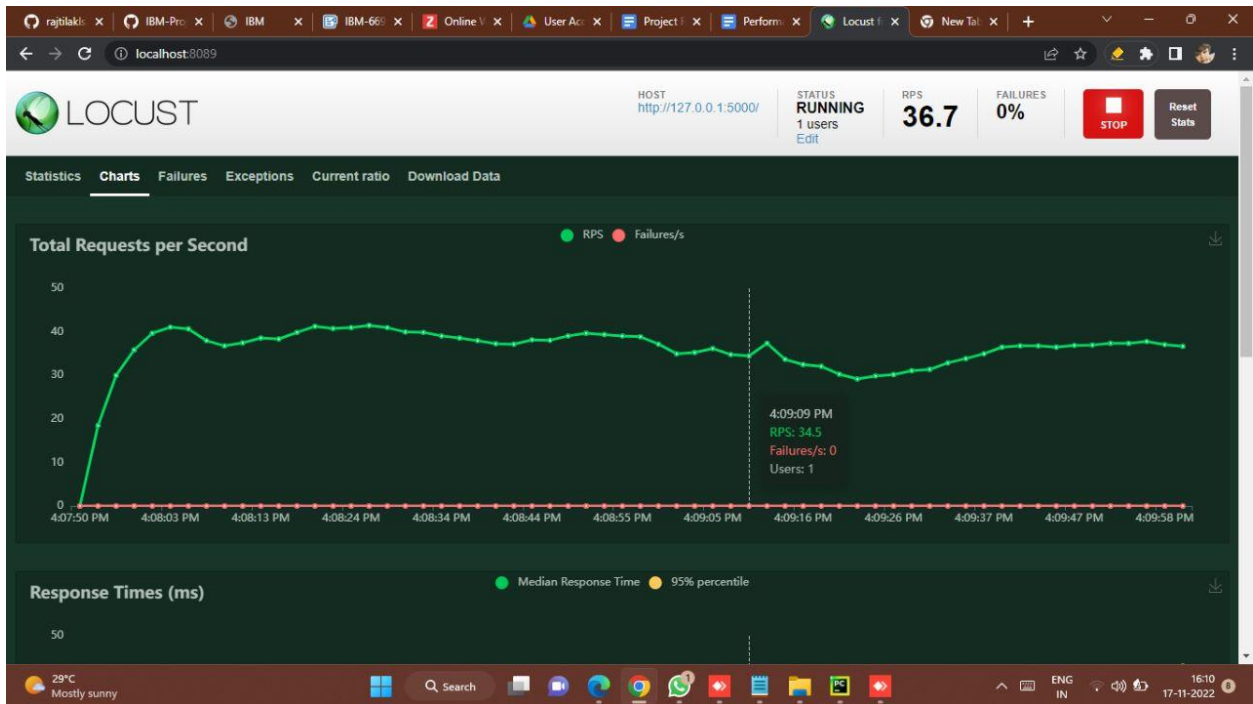 rajtilakls
IBM-Pro
IBM
IBM-669
Online V
User Acc
Project
Perform
Locust f
New Tab
localhost:8089
LOCUST
HOST
http://127.0.0.1:5000/
STATUS
RUNNING
1 users
Edit
RPS
36.7
FAILURES
0%
STOP
Reset
Stats
Statistics Charts Failures Exceptions Current ratio Download Data
Total Requests per Second
RPS Failures/s
50
40
30
20
10
0
4:09:09 PM
RPS: 34.5
Failures/s: 0
Users: 1
4:07:50 PM 4:08:03 PM 4:08:13 PM 4:08:24 PM 4:08:34 PM 4:08:44 PM 4:08:55 PM 4:09:05 PM 4:09:16 PM 4:09:26 PM 4:09:37 PM 4:09:47 PM 4:09:58 PM
Response Times (ms)
Median Response Time 95% percentile
50
29°C
Mostly sunny
Search
1
PC
ENG
IN
16:10
17-11-2022
8